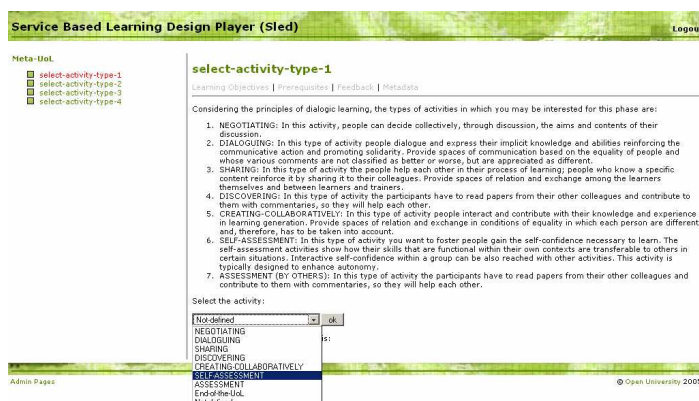 Service Based Learning Design Player (Sled)
Logou
Meta-UoL
select-activity-type-1
select-activity-type-2
select-activity-type-3
select-activity-type-4
select-activity-type-1
Learning Objectives | Prerequisites | Feedback | Metadata
Considering the principles of dialogic learning, the types of activities in which you may be interested for this phase are:
1. NEGOTIATING: In this activity, people can decide collectively, through discussion, the aims and contents of their
discussion.
2. DIALOGUING: In this type of activity people dialogue and express their implicit knowledge and abilities reinforcing the
communicative action and promoting solidarity. Provide spaces of communication based on the equality of people and
whose various comments are not classified as better or worse, but are appreciated as different.
3. SHARING: In this type of activity the people help each other in their process of learning; people who know a specific
content reinforce it by sharing it to their colleagues. Provide spaces of relation and exchange among the learners
themselves and between learners and trainers.
4. DISCOVERING: In this type of activity the participants have to read papers from their other colleagues and contribute to
them with commentaries, so they will help each other.
5. CREATING-COLLABORATIVELY: In this type of activity people interact and contribute with their knowledge and experience
in learning generation. Provide spaces of relation and exchange in conditions of equality in which each person are different
and, therefore, has to be taken into account.
6. SELF-ASSESSMENT: In this type of activity you want to foster people gain the self-confidence necessary to learn. The
self-assessment activities show how their skills that are functional within their own contexts are transferable to others in
certain situations. Interactive self-confidence within a group can be also reached with other activities. This activity is
typically designed to enhance autonomy.
7. ASSESSMENT (BY OTHERS): In this type of activity the participants have to read papers from their other colleagues and
contribute to them with commentaries, so they will help each other.
Select the activity:
Not-defined
ok
NEGOTIATING
is:
DIALOGUING
SHARING
DISCOVERING
CREATING-COLLABORATIVELY
SELF-ASSESSMENT
ASSESSMENT
End-of-the-UoL
Admin Pages
@ Open University 2005